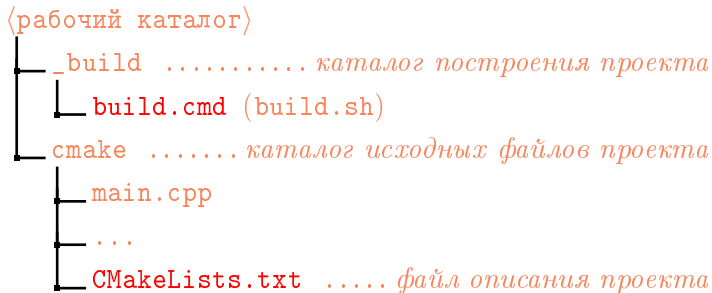 ⟨рабочий каталог⟩
_build ........... каталог построения проекта
build.cmd (build.sh)
cmake ....... каталог исходных файлов проекта
main.cpp
...
CMakeLists.txt ..... файл описания проекта